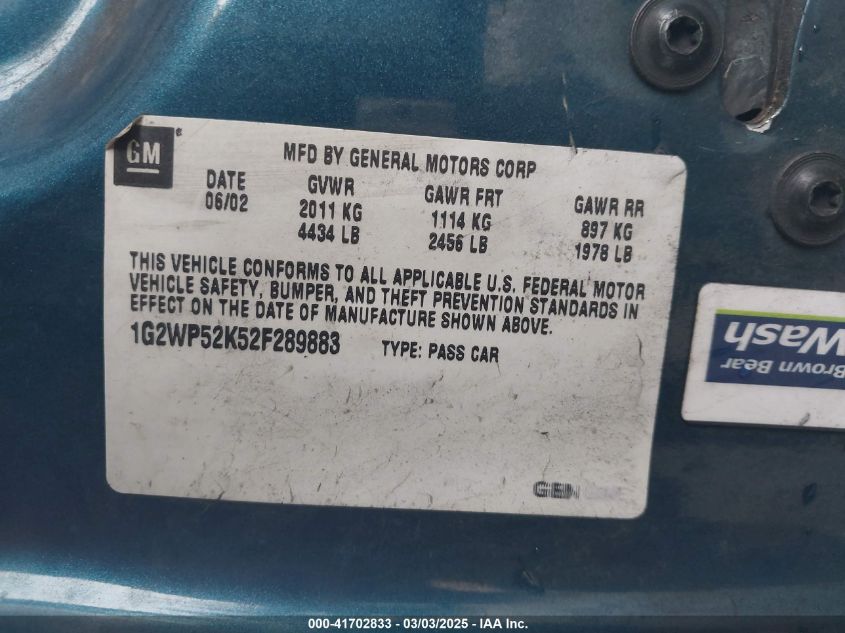 GM
MFD BY GENERAL MOTORS CORP
DATE GVWR GAWR FRT GAWR RR
06/02 2011 KG 1114 KG 897 KG
4434 LB 2456 LB 1978 LB
THIS VEHICLE CONFORMS TO ALL APPLICABLE U.S. FEDERAL MOTOR
VEHICLE SAFETY, BUMPER, AND THEFT PREVENTION STANDARDS IN
EFFECT ON THE DATE OF MANUFACTURE SHOWN ABOVE.
1G2WP52K52F289883 TYPE: PASS CAR
Brown Bear
Wash
000-41702833 / 03/03/2025 - IAA Inc.